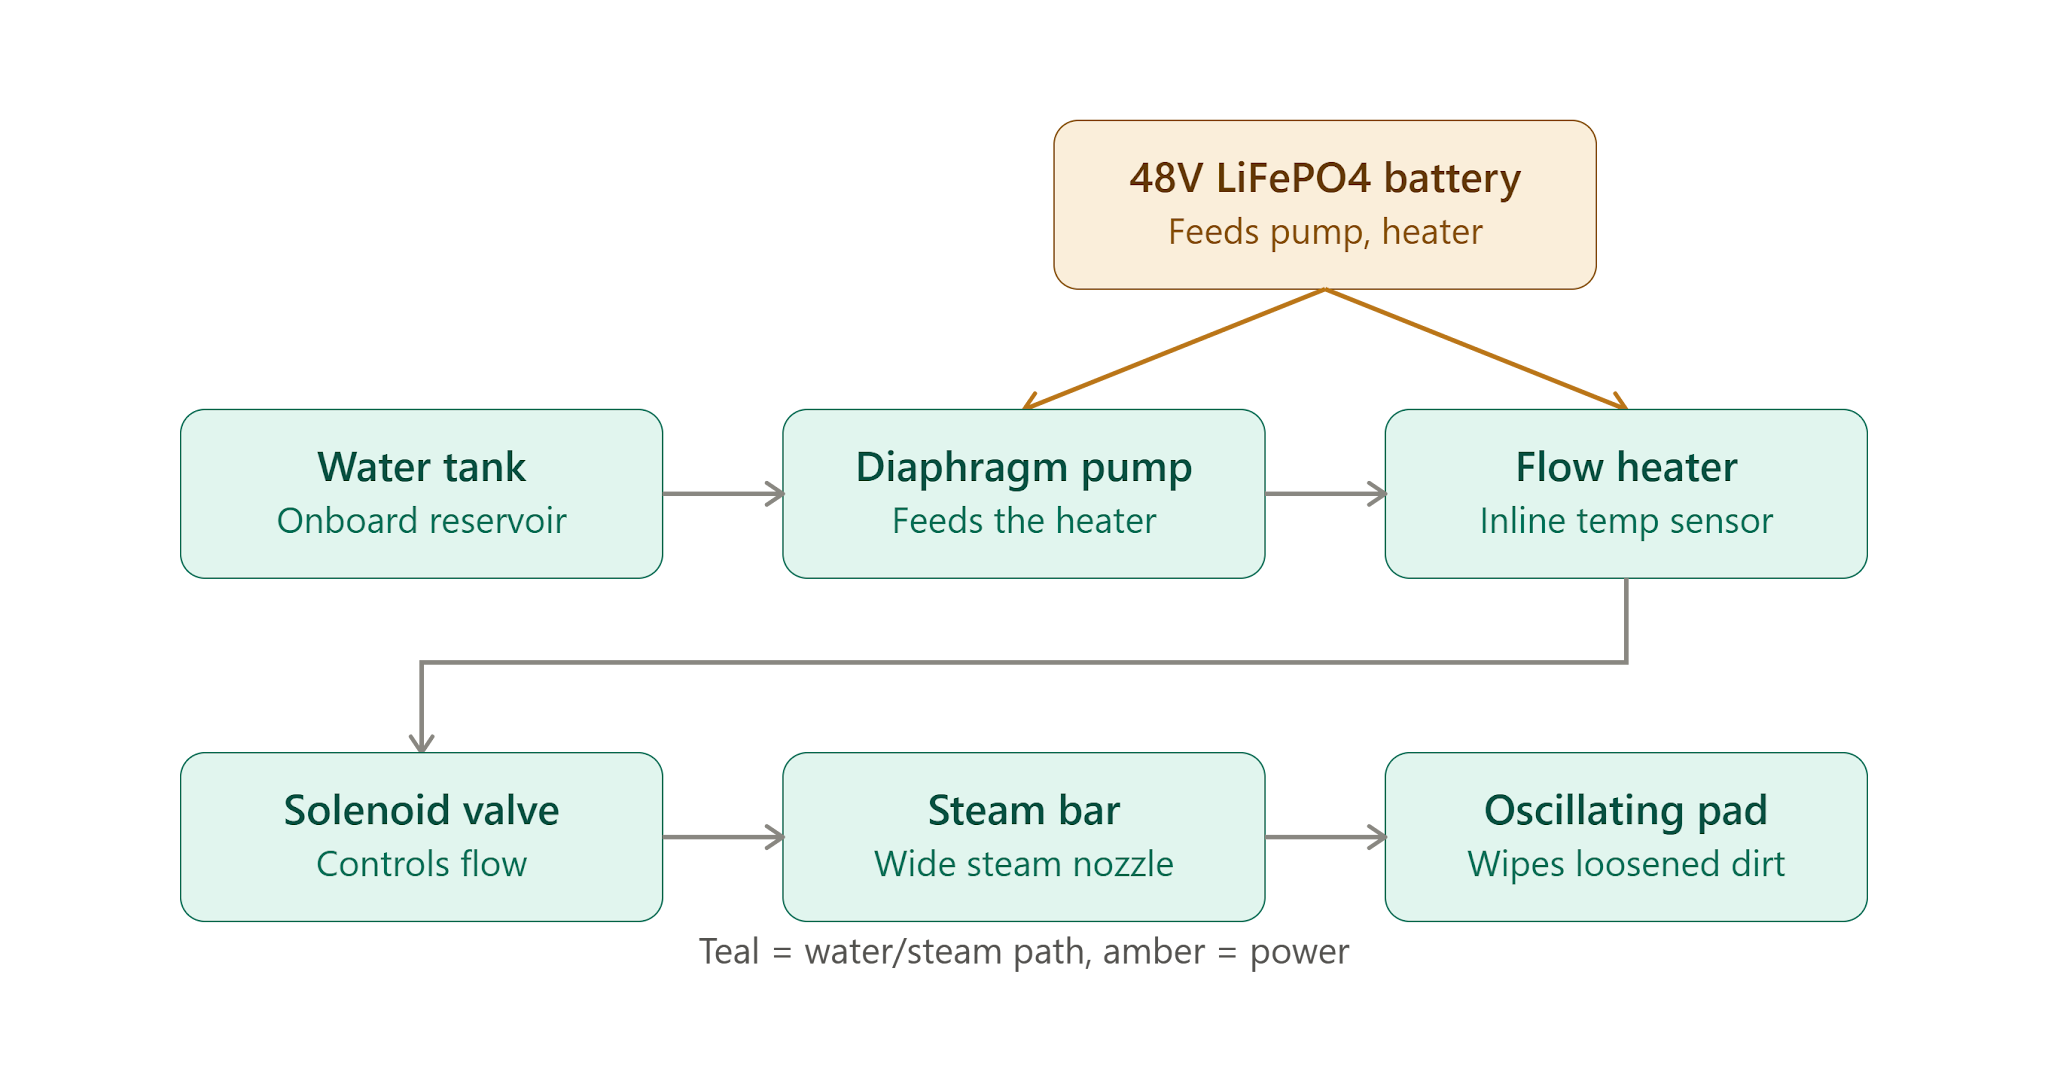 48V LiFePO4 battery
Feeds pump, heater
Water tank
Onboard reservoir
Diaphragm pump
Feeds the heater
Flow heater
Inline temp sensor
Solenoid valve
Controls flow
Steam bar
Wide steam nozzle
Oscillating pad
Wipes loosened dirt
Teal = water/steam path, amber = power